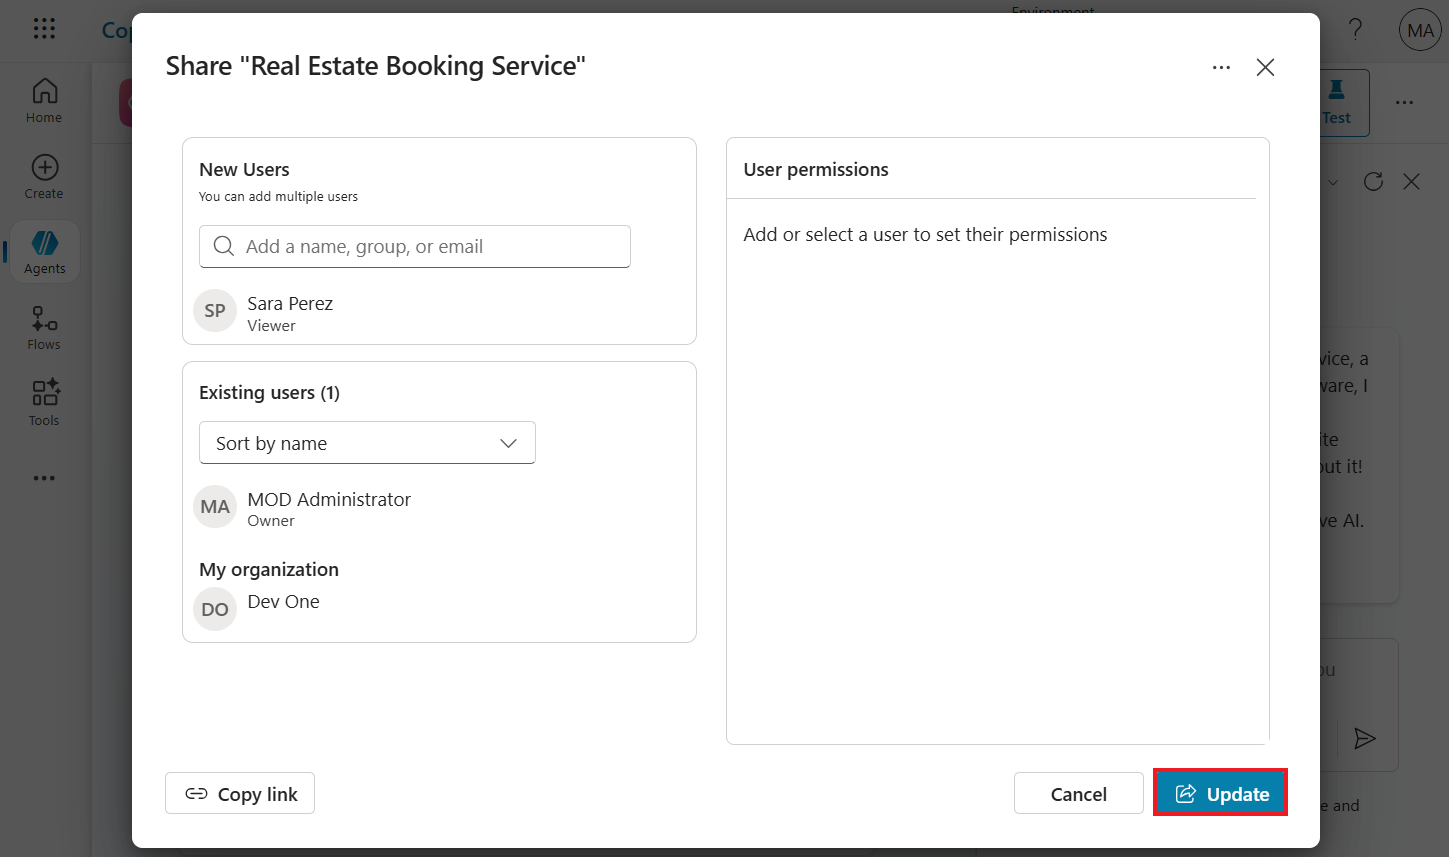 Environment
Cop
MA
Home
Create
Agents
Flows
Tools
Share "Real Estate Booking Service"
New Users
You can add multiple users
Add a name, group, or email
SP
Sara Perez
Viewer
Existing users (1)
Sort by name
MA
MOD Administrator
Owner
My organization
DO
Dev One
User permissions
Add or select a user to set their permissions
Copy link
Cancel
Update
Test
vice, a
ware, I
ite
out it!
ve AI.
ou
e and